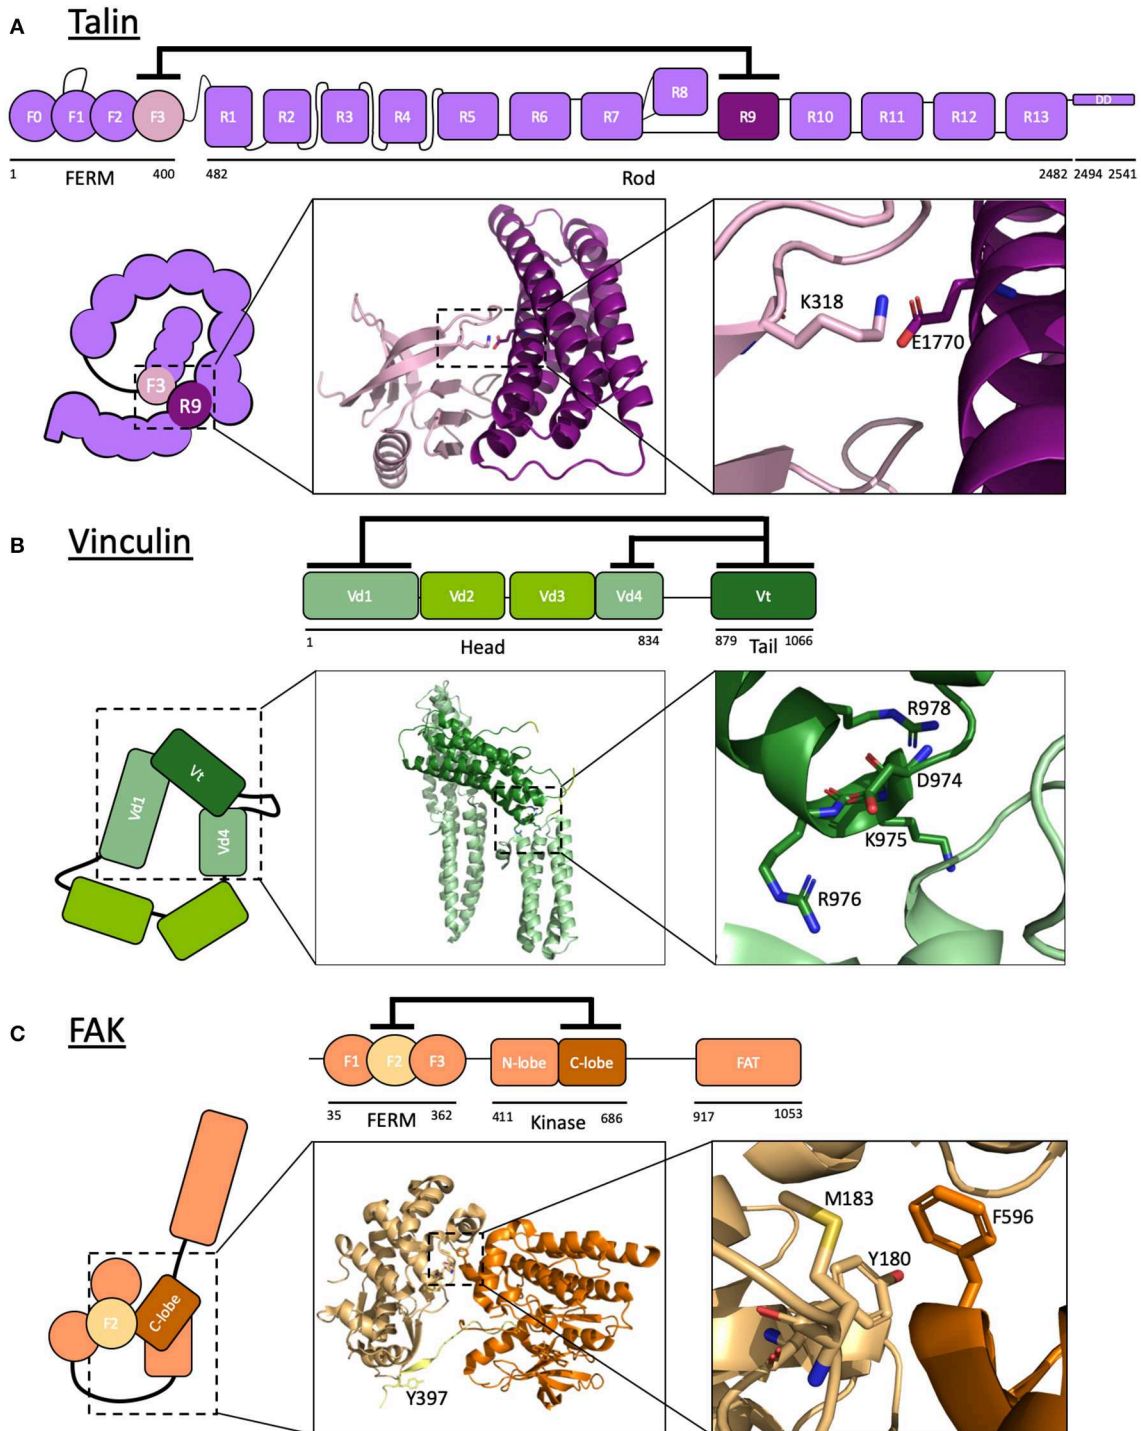 A Talin
F0 F1 F2 F3 R1 R2 R3 R4 R5 R6 R7 R8 R9 R10 R11 R12 R13 DD
1 FERM 400 482 Rod 2482 2494 2541
F3
R9
K318
E1770
B Vinculin
Vd1 Vd2 Vd3 Vd4 Vt
1 Head 834 879 Tail 1066
Vt
Vd1
Vd4
R978
D974
K975
R976
C FAK
F1 F2 F3 N-lobe C-lobe FAT
35 FERM 362 411 Kinase 686 917 1053
F2
C-lobe
Y397
M183
F596
Y180